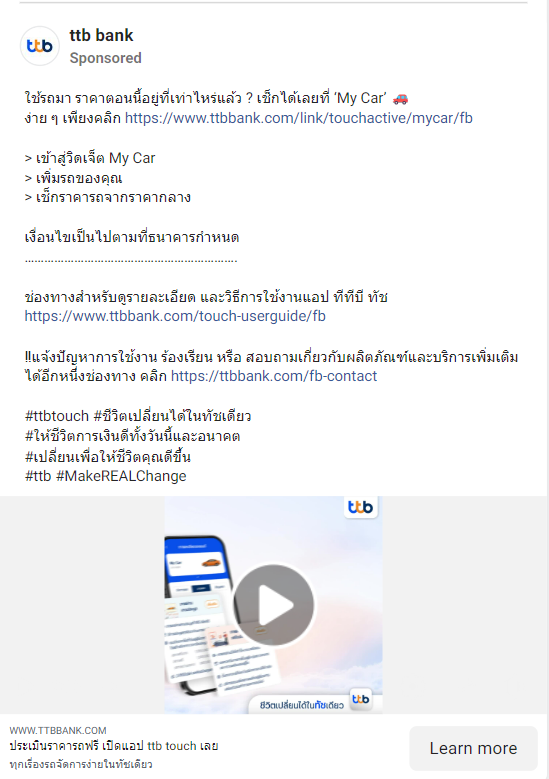 ttb
ttb bank
Sponsored
ใช้รถมา ราคาตอนนี้อยู่ที่เท่าไหร่แล้ว ? เช็กได้เลยที่ ‘My Car’ 🚗
ง่าย ๆ เพียงคลิก https://www.ttbbank.com/link/touchactive/mycar/fb
> เข้าสู่วิดเจ็ต My Car
> เพิ่มรถของคุณ
> เช็กราคารถจากราคากลาง
เงื่อนไขเป็นไปตามที่ธนาคารกำหนด
……………………………………………………….
ช่องทางสำหรับดูรายละเอียด และวิธีการใช้งานแอป ทีทีบี ทัช
https://www.ttbbank.com/touch-userguide/fb
‼️แจ้งปัญหาการใช้งาน ร้องเรียน หรือ สอบถามเกี่ยวกับผลิตภัณฑ์และบริการเพิ่มเติม
ได้อีกหนึ่งช่องทาง คลิก https://ttbbank.com/fb-contact
#ttbtouch #ชีวิตเปลี่ยนได้ในทัชเดียว
#ให้ชีวิตการเงินดีทั้งวันนี้และอนาคต
#เปลี่ยนเพื่อให้ชีวิตคุณดีขึ้น
#ttb #MakeREALChange
ttb
My Car
ชีวิตเปลี่ยนได้ในทัชเดียว
ttb
WWW.TTBBANK.COM
ประเมินราคารถฟรี เปิดแอป ttb touch เลย
ทุกเรื่องรถจัดการง่ายในทัชเดียว
Learn more